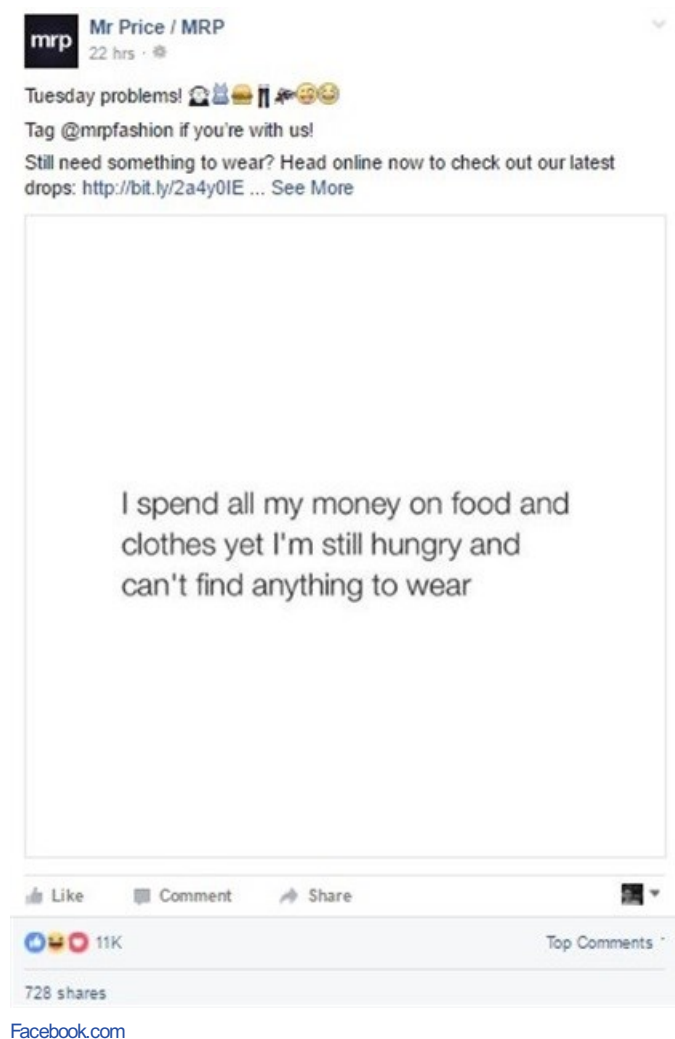 mrp
Mr Price / MRP
22 hrs ·
Tuesday problems!
Tag @mrpfashion if you're with us!
Still need something to wear? Head online now to check out our latest
drops: http://bit.ly/2a4y0IE ... See More
I spend all my money on food and
clothes yet I'm still hungry and
can't find anything to wear
Like Comment Share
11K Top Comments
728 shares
Facebook.com